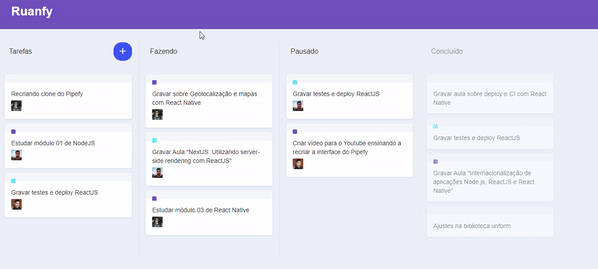 Ruanfy
Tarefas
+
Recriando clone do Pipefy
Estudar módulo 01 de NodeJS
Gravar testes e deploy ReactJS
Fazendo
Gravar sobre Geolocalização e mapas
com React Native
Gravar Aula "NextJS: Utilizando server-
side rendering com ReactJS"
Estudar módulo 03 de React Native
Pausado
Gravar testes e deploy ReactJS
Criar vídeo para o Youtube ensinando a
recriar a interface do Pipefy
Concluído
Gravar aula sobre deploy e CI com React
Native
Gravar testes e deploy ReactJS
Gravar Aula "Internacionalização de
aplicações Node.js, ReactJS e React
Native"
Ajustes na biblioteca unform